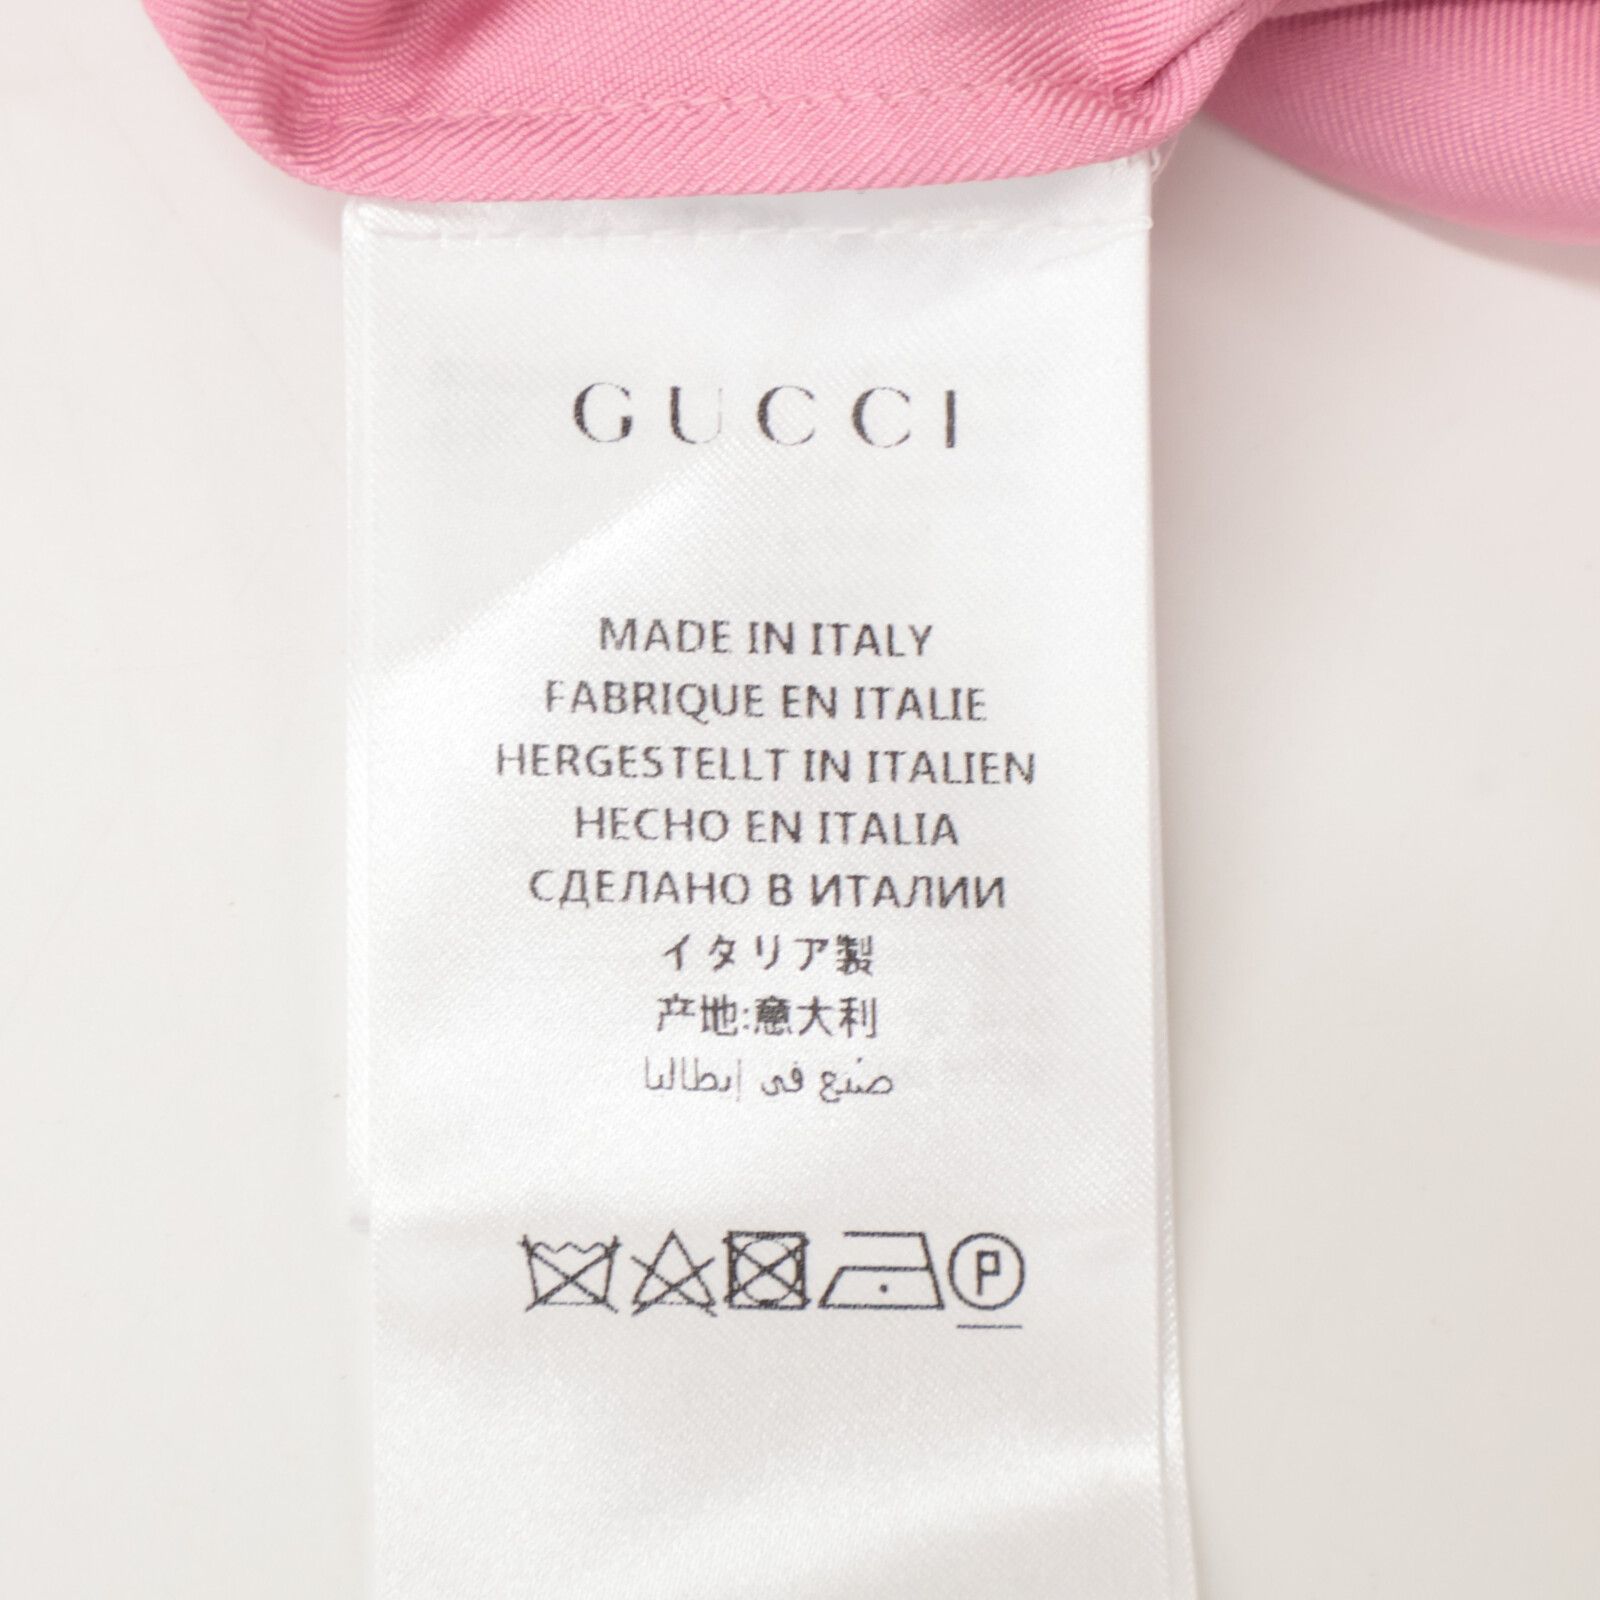 GUCCI
MADE IN ITALY
FABRIQUE EN ITALIE
HERGESTELLT IN ITALIEN
HECHO EN ITALIA
СДЕЛАНО В ИТАЛИИ
イタリア製
产地:意大利
صنع في إيطاليا
P